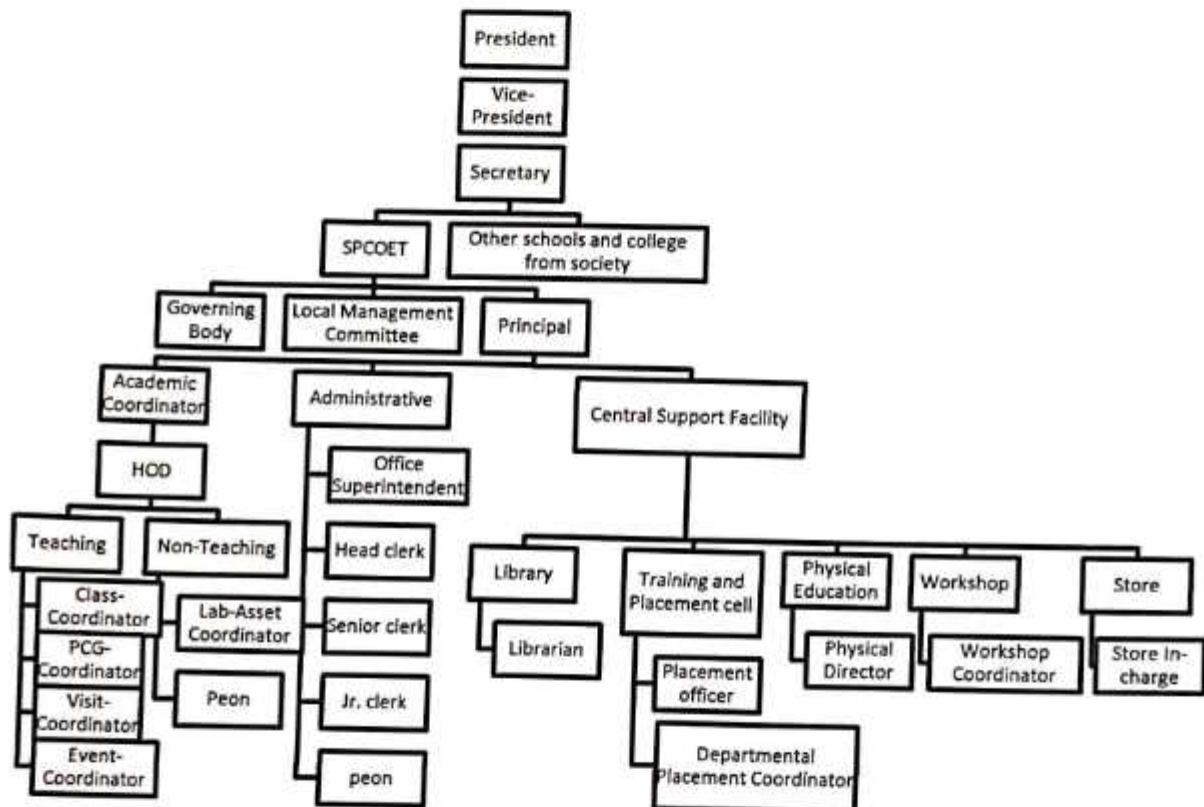 President
Vice-
President
Secretary
SPCOET
Other schools and college
from society
Governing
Body
Local Management
Committee
Principal
Academic
Coordinator
Administrative
Central Support Facility
HOD
Office
Superintendent
Teaching
Non-Teaching
Head clerk
Library
Training and
Placement cell
Physical
Education
Workshop
Store
Class-
Coordinator
Lab-Asset
Coordinator
Senior clerk
Librarian
Placement
officer
Physical
Director
Workshop
Coordinator
Store In-
charge
PCG-
Coordinator
Peon
Jr. clerk
Visit-
Coordinator
Departmental
Placement Coordinator
Event-
Coordinator
peon